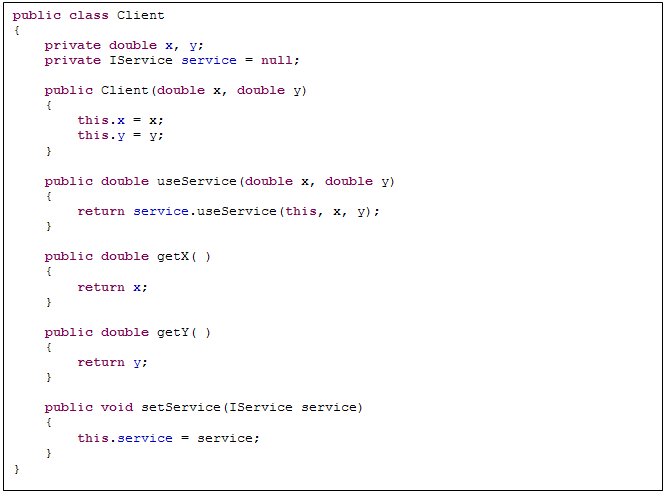 public class Client
{
    private double x, y;
    private IService service = null;
    public Client(double x, double y)
    {
        this.x = x;
        this.y = y;
    }
    public double useService(double x, double y)
    {
        return service.useService(this, x, y);
    }
    public double getX( )
    {
        return x;
    }
    public double getY( )
    {
        return y;
    }
    public void setService(IService service)
    {
        this.service = service;
    }
}